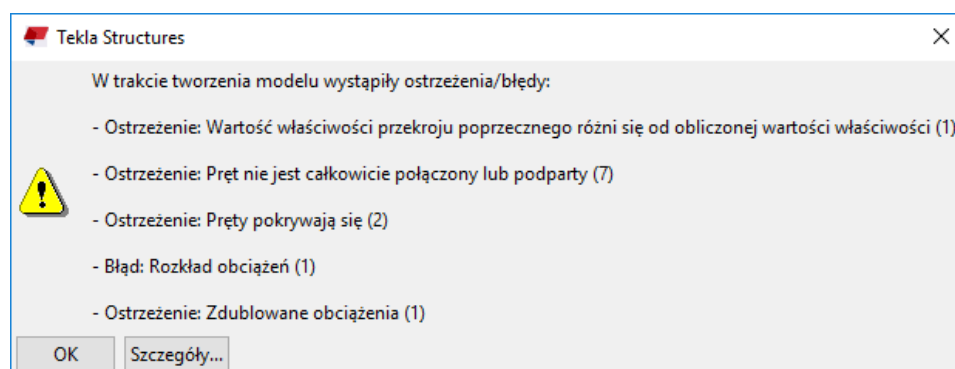 Tekla Structures
W trakcie tworzenia modelu wystąpiły ostrzeżenia/błędy:
- Ostrzeżenie: Wartość właściwości przekroju poprzecznego różni się od obliczonej wartości właściwości (1)
- Ostrzeżenie: Pręt nie jest całkowicie połączony lub podparty (7)
- Ostrzeżenie: Pręty pokrywają się (2)
- Błąd: Rozkład obciążeń (1)
- Ostrzeżenie: Zdublowane obciążenia (1)
OK Szczegóły...